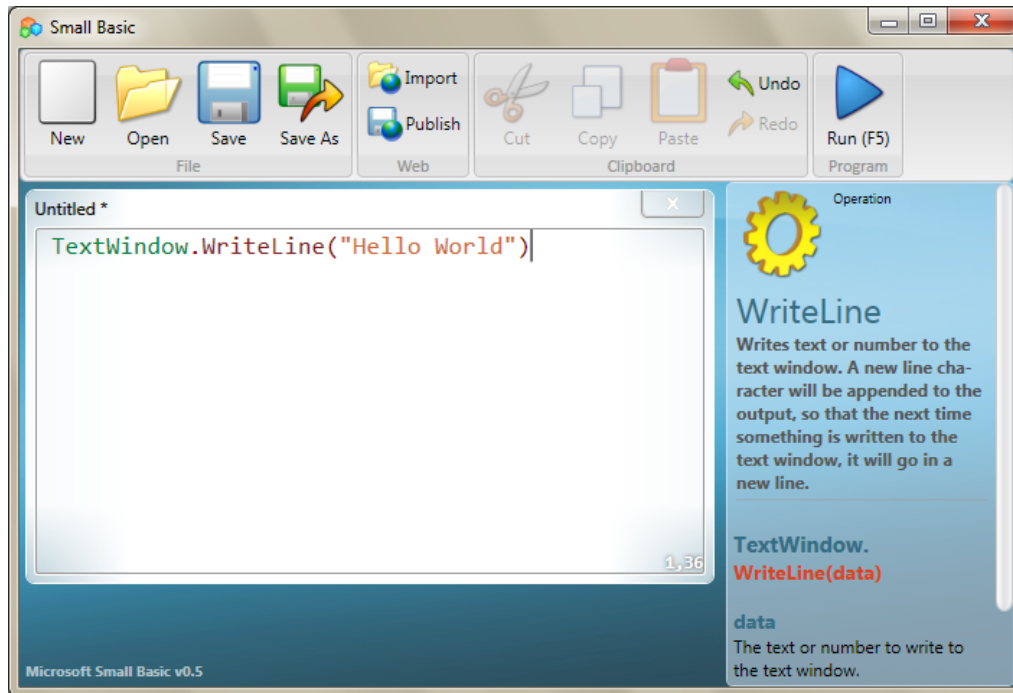 Small Basic
New
Open
Save
Save As
File
Import
Publish
Web
Cut
Copy
Paste
Undo
Redo
Clipboard
Run (F5)
Program
Untitled *
X
TextWindow.WriteLine("Hello World")
1,36
Microsoft Small Basic v0.5
Operation
WriteLine
Writes text or number to the
text window. A new line cha-
racter will be appended to the
output, so that the next time
something is written to the
text window, it will go in a
new line.
TextWindow.
WriteLine(data)
data
The text or number to write to
the text window.